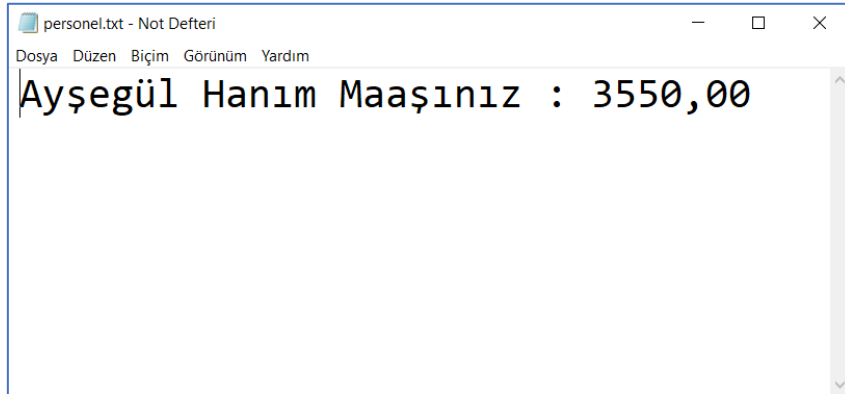 personel.txt - Not Defteri
Dosya Düzen Biçim Görünüm Yardım
Ayşegül Hanım Maaşınız : 3550,00